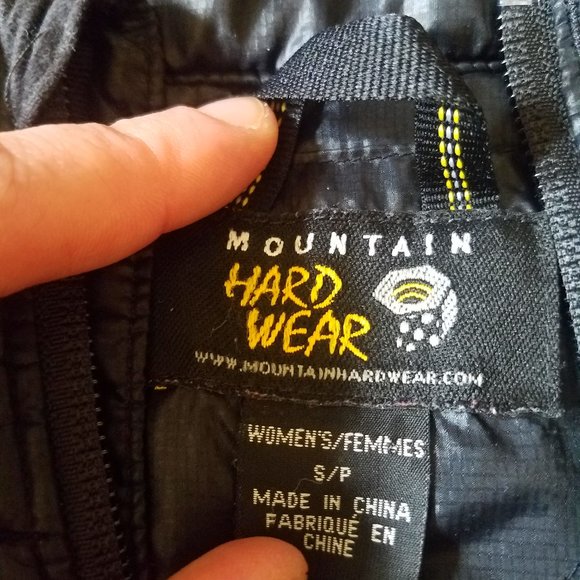 MOUNTAIN
HARD
WEAR
WWW.MOUNTAINHARDWEAR.COM
WOMEN'S/FEMMES
S/P
MADE IN CHINA
FABRIQUÉ EN
CHINE